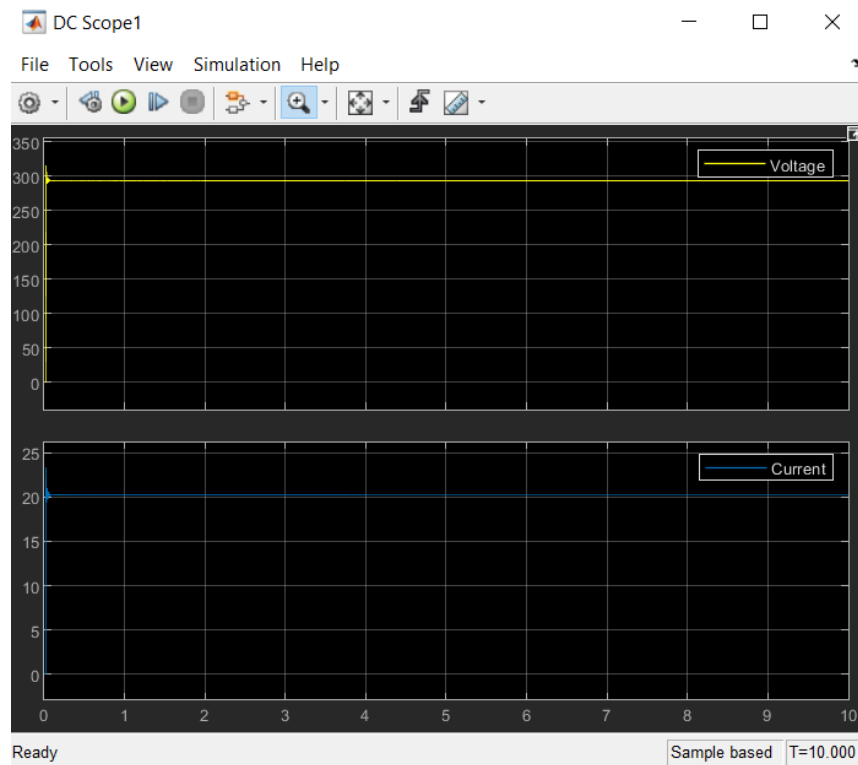 DC Scope1
File Tools View Simulation Help
350
Voltage
300
250
200
150
100
50
0
25
Current
20
15
10
5
0
0 1 2 3 4 5 6 7 8 9 10
Ready
Sample based T=10.000